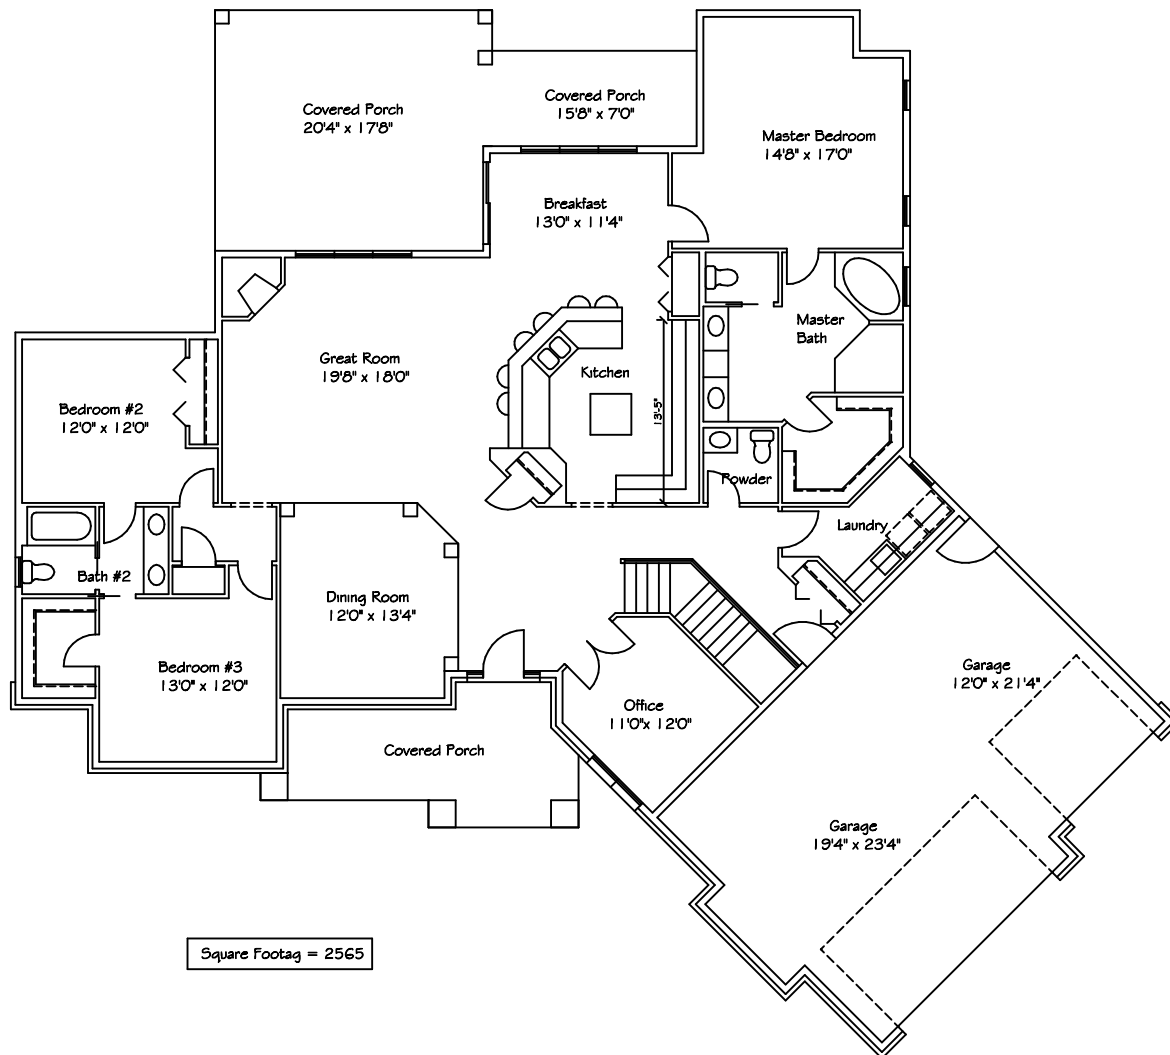 Covered Porch
20'4" x 17'8"
Covered Porch
15'8" x 7'0"
Master Bedroom
14'8" x 17'0"
Breakfast
13'0" x 11'4"
Master
Bath
Great Room
19'8" x 18'0"
Kitchen
13'-5"
Bedroom #2
12'0" x 12'0"
Powder
Laundry
Bath #2
Dining Room
12'0" x 13'4"
Bedroom #3
13'0" x 12'0"
Garage
12'0" x 21'4"
Office
11'0"x 12'0"
Covered Porch
Garage
19'4" x 23'4"
Square Footag = 2565